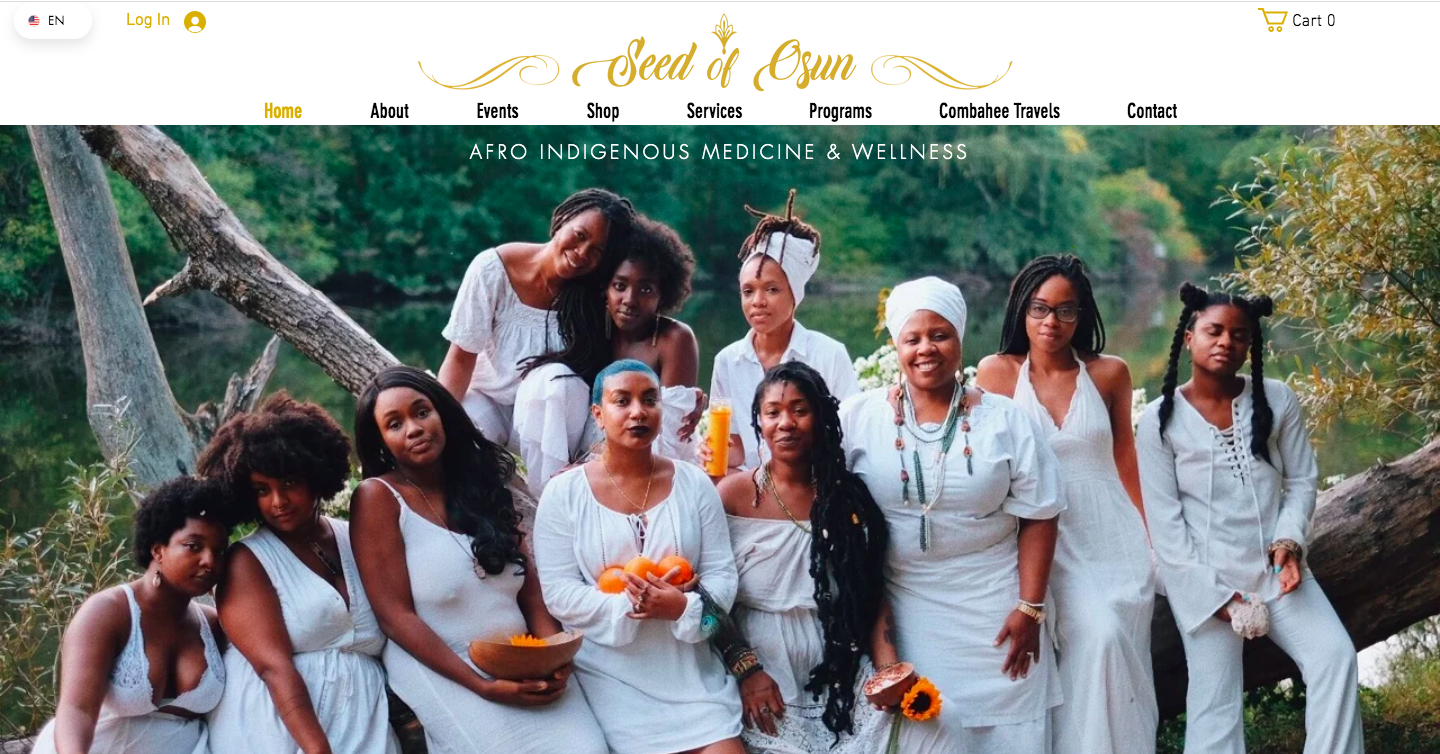 EN
Log In
Cart 0
Seed of Osun
Home About Events Shop Services Programs Combahee Travels Contact
AFRO INDIGENOUS MEDICINE & WELLNESS